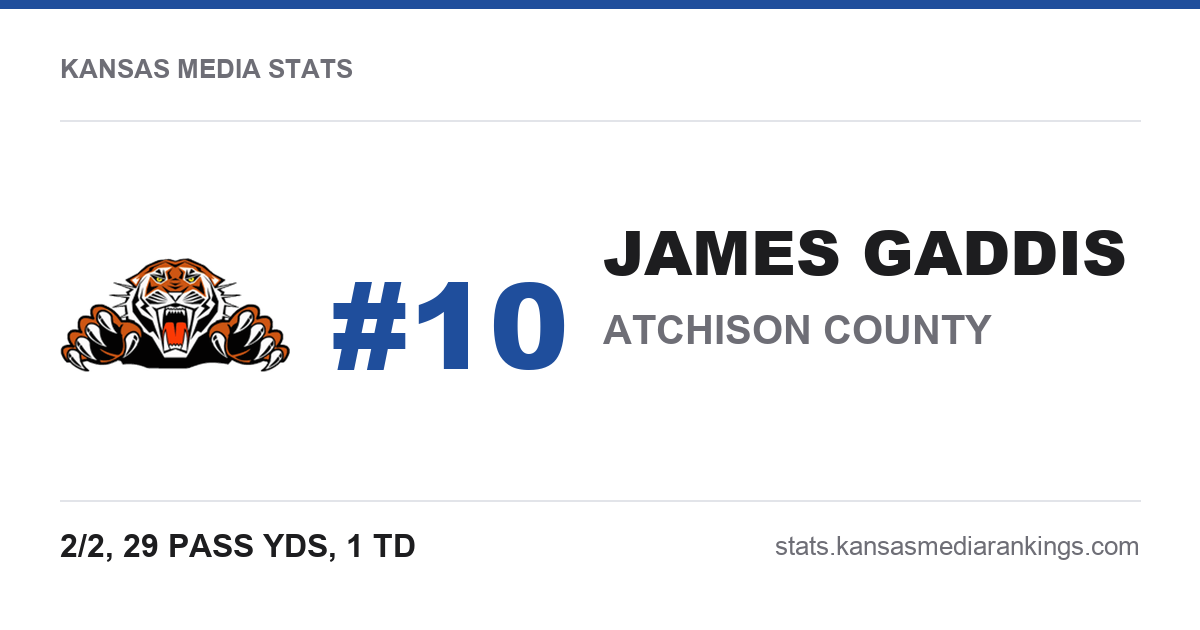 KANSAS MEDIA STATS
#10
JAMES GADDIS
ATCHISON COUNTY
2/2, 29 PASS YDS, 1 TD
stats.kansasmediarankings.com